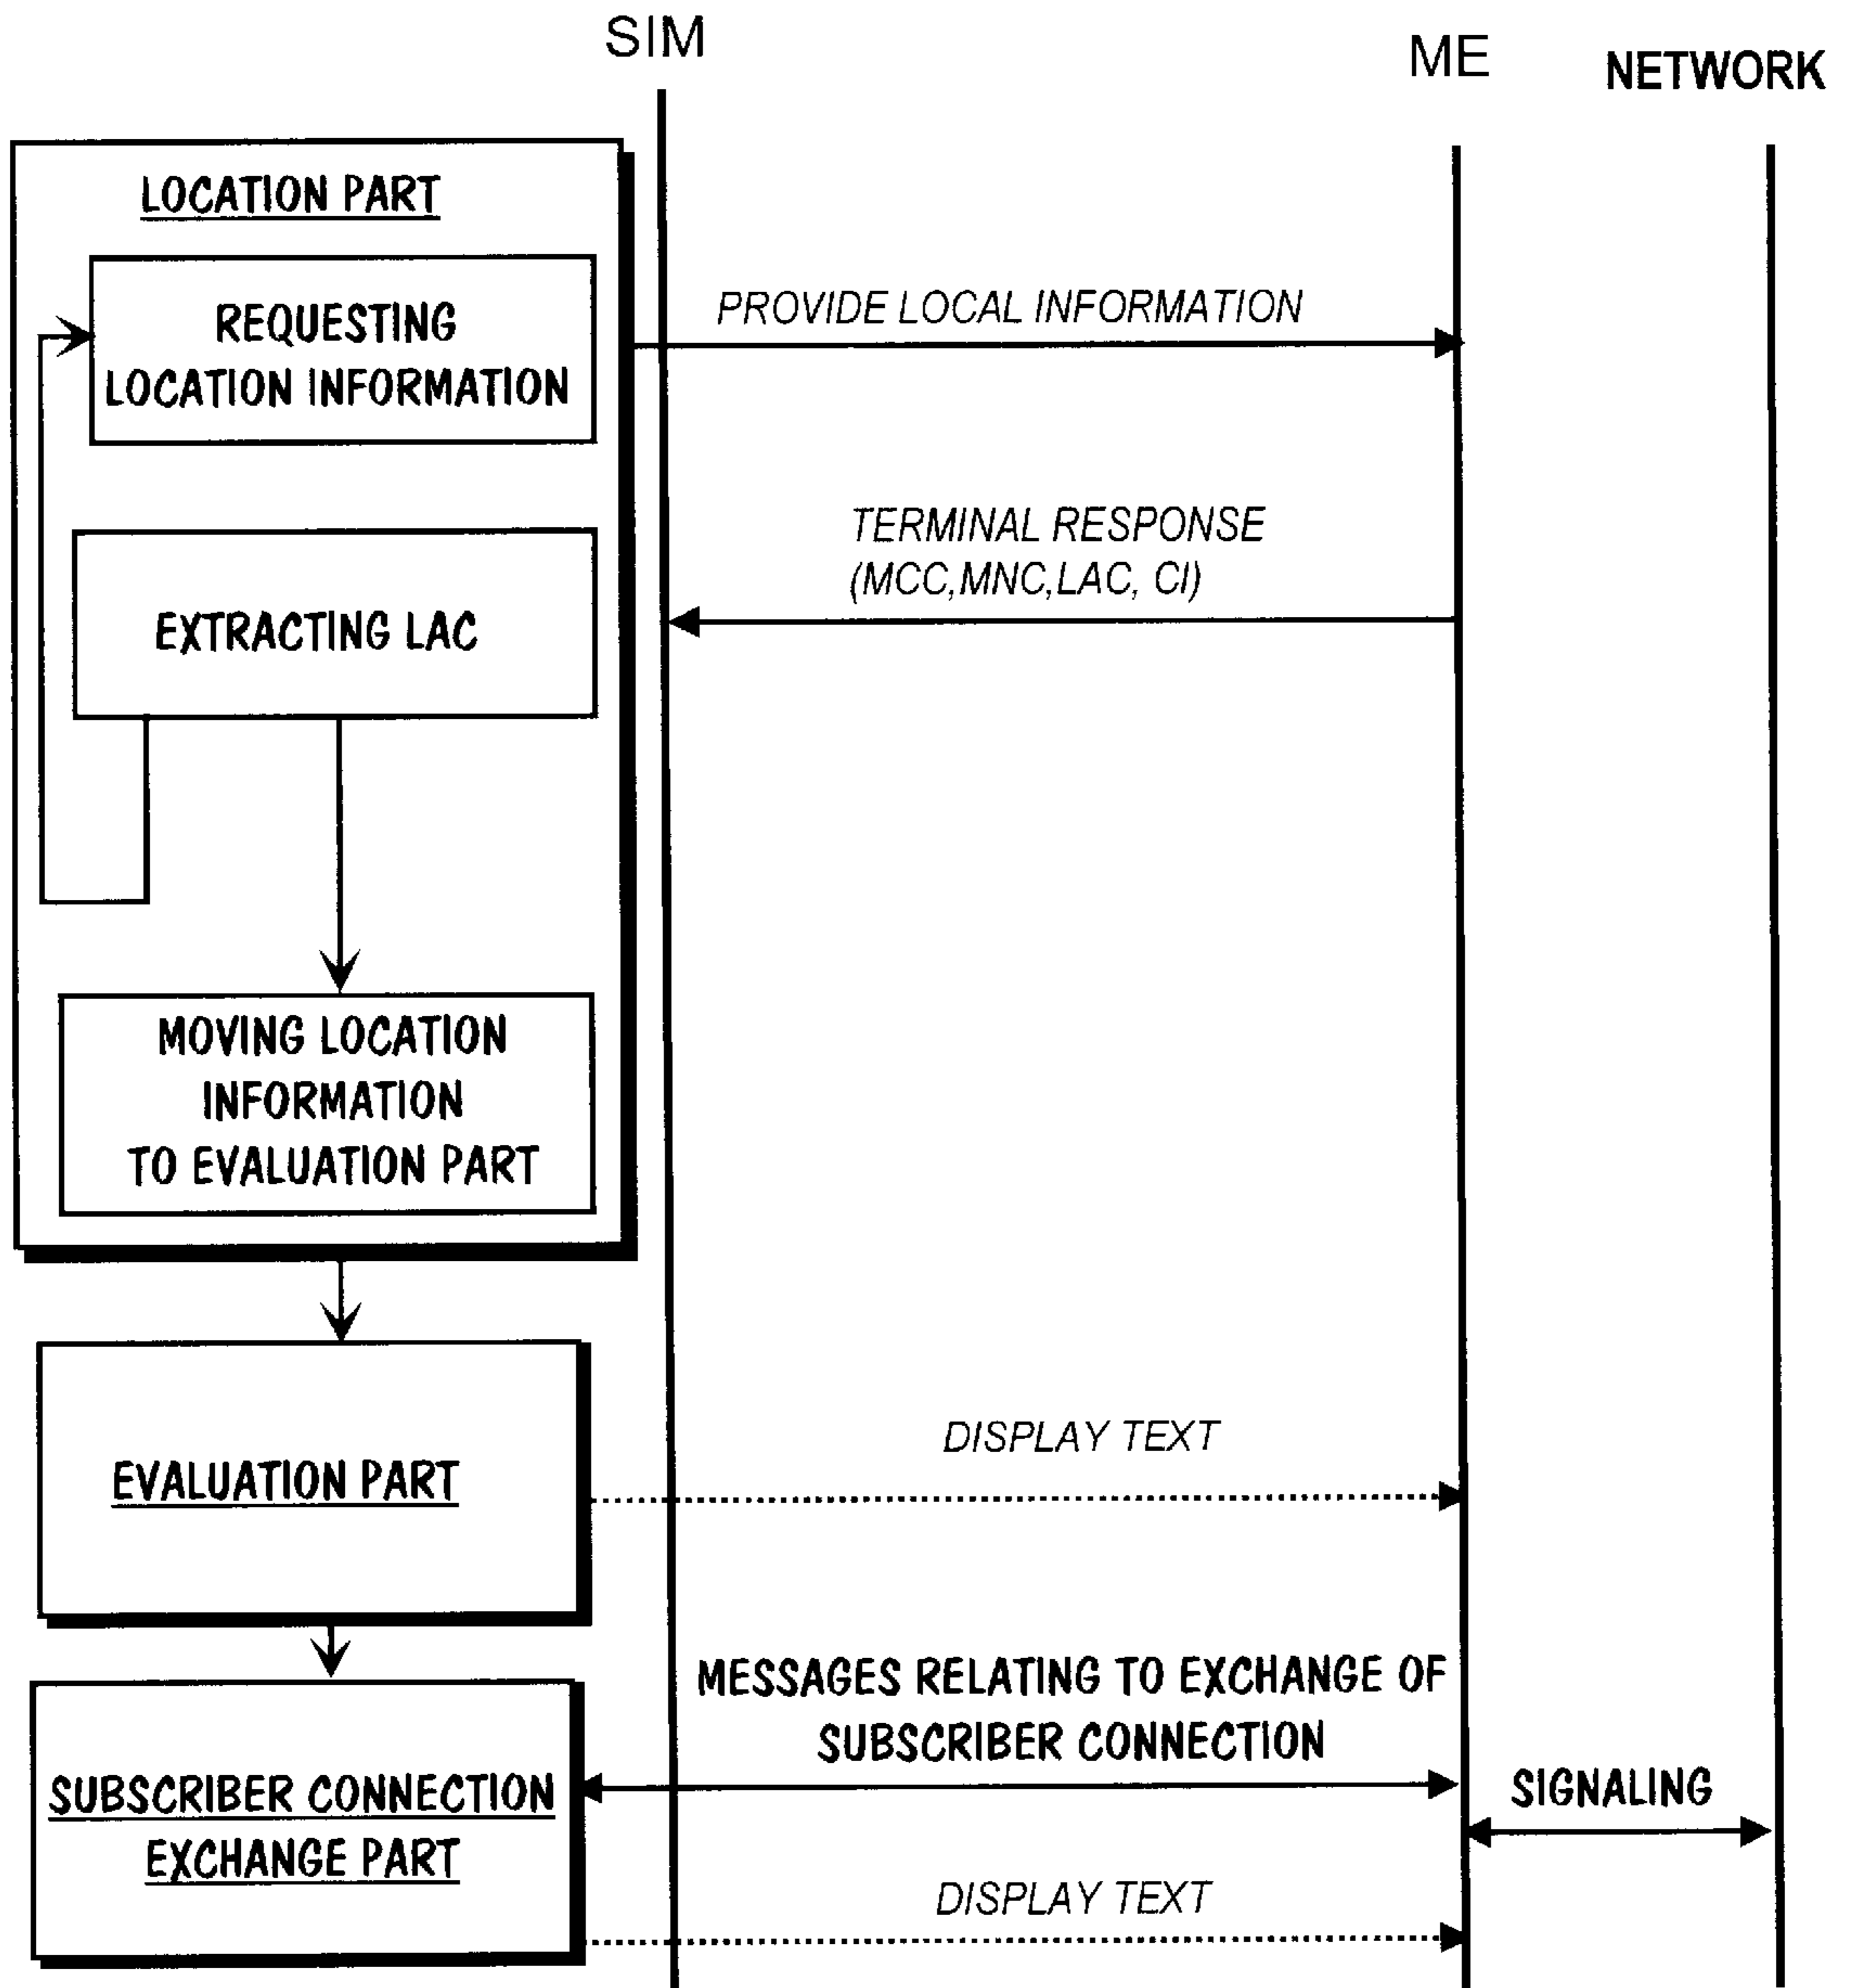 SIM
ME
NETWORK
LOCATION PART
REQUESTING
LOCATION INFORMATION
PROVIDE LOCAL INFORMATION
TERMINAL RESPONSE
(MCC,MNC,LAC, CI)
EXTRACTING LAC
MOVING LOCATION
INFORMATION
TO EVALUATION PART
EVALUATION PART
DISPLAY TEXT
MESSAGES RELATING TO EXCHANGE OF
SUBSCRIBER CONNECTION
SIGNALING
SUBSCRIBER CONNECTION
EXCHANGE PART
DISPLAY TEXT